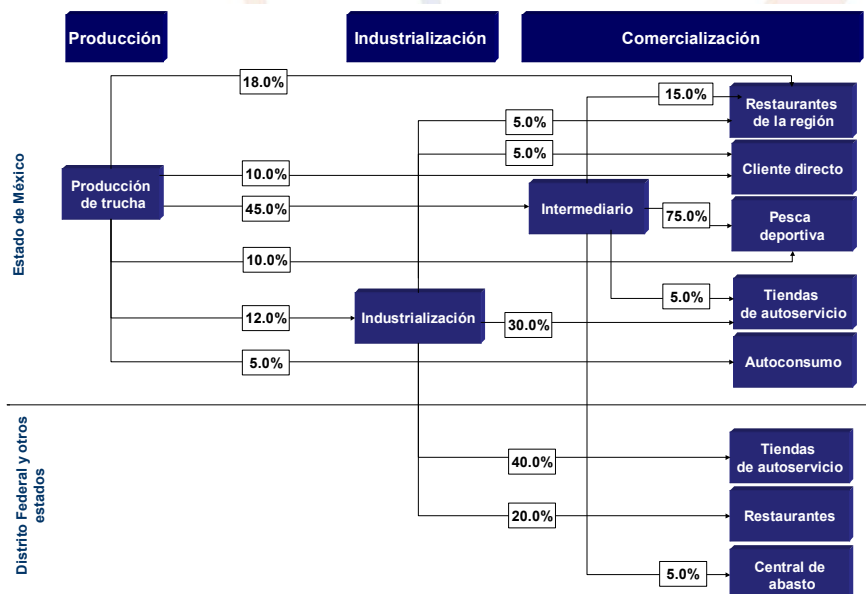 Producción
Industrialización
Comercialización
18.0%
15.0%
Restaurantes
de la región
5.0%
5.0%
Cliente directo
10.0%
Producción
de trucha
45.0%
Intermediario
75.0%
Pesca
deportiva
10.0%
12.0%
Industrialización
30.0%
5.0%
Tiendas
de autoservicio
5.0%
Autoconsumo
Estado de México
Distrito Federal y otros
estados
40.0%
Tiendas
de autoservicio
20.0%
Restaurantes
5.0%
Central de
abasto